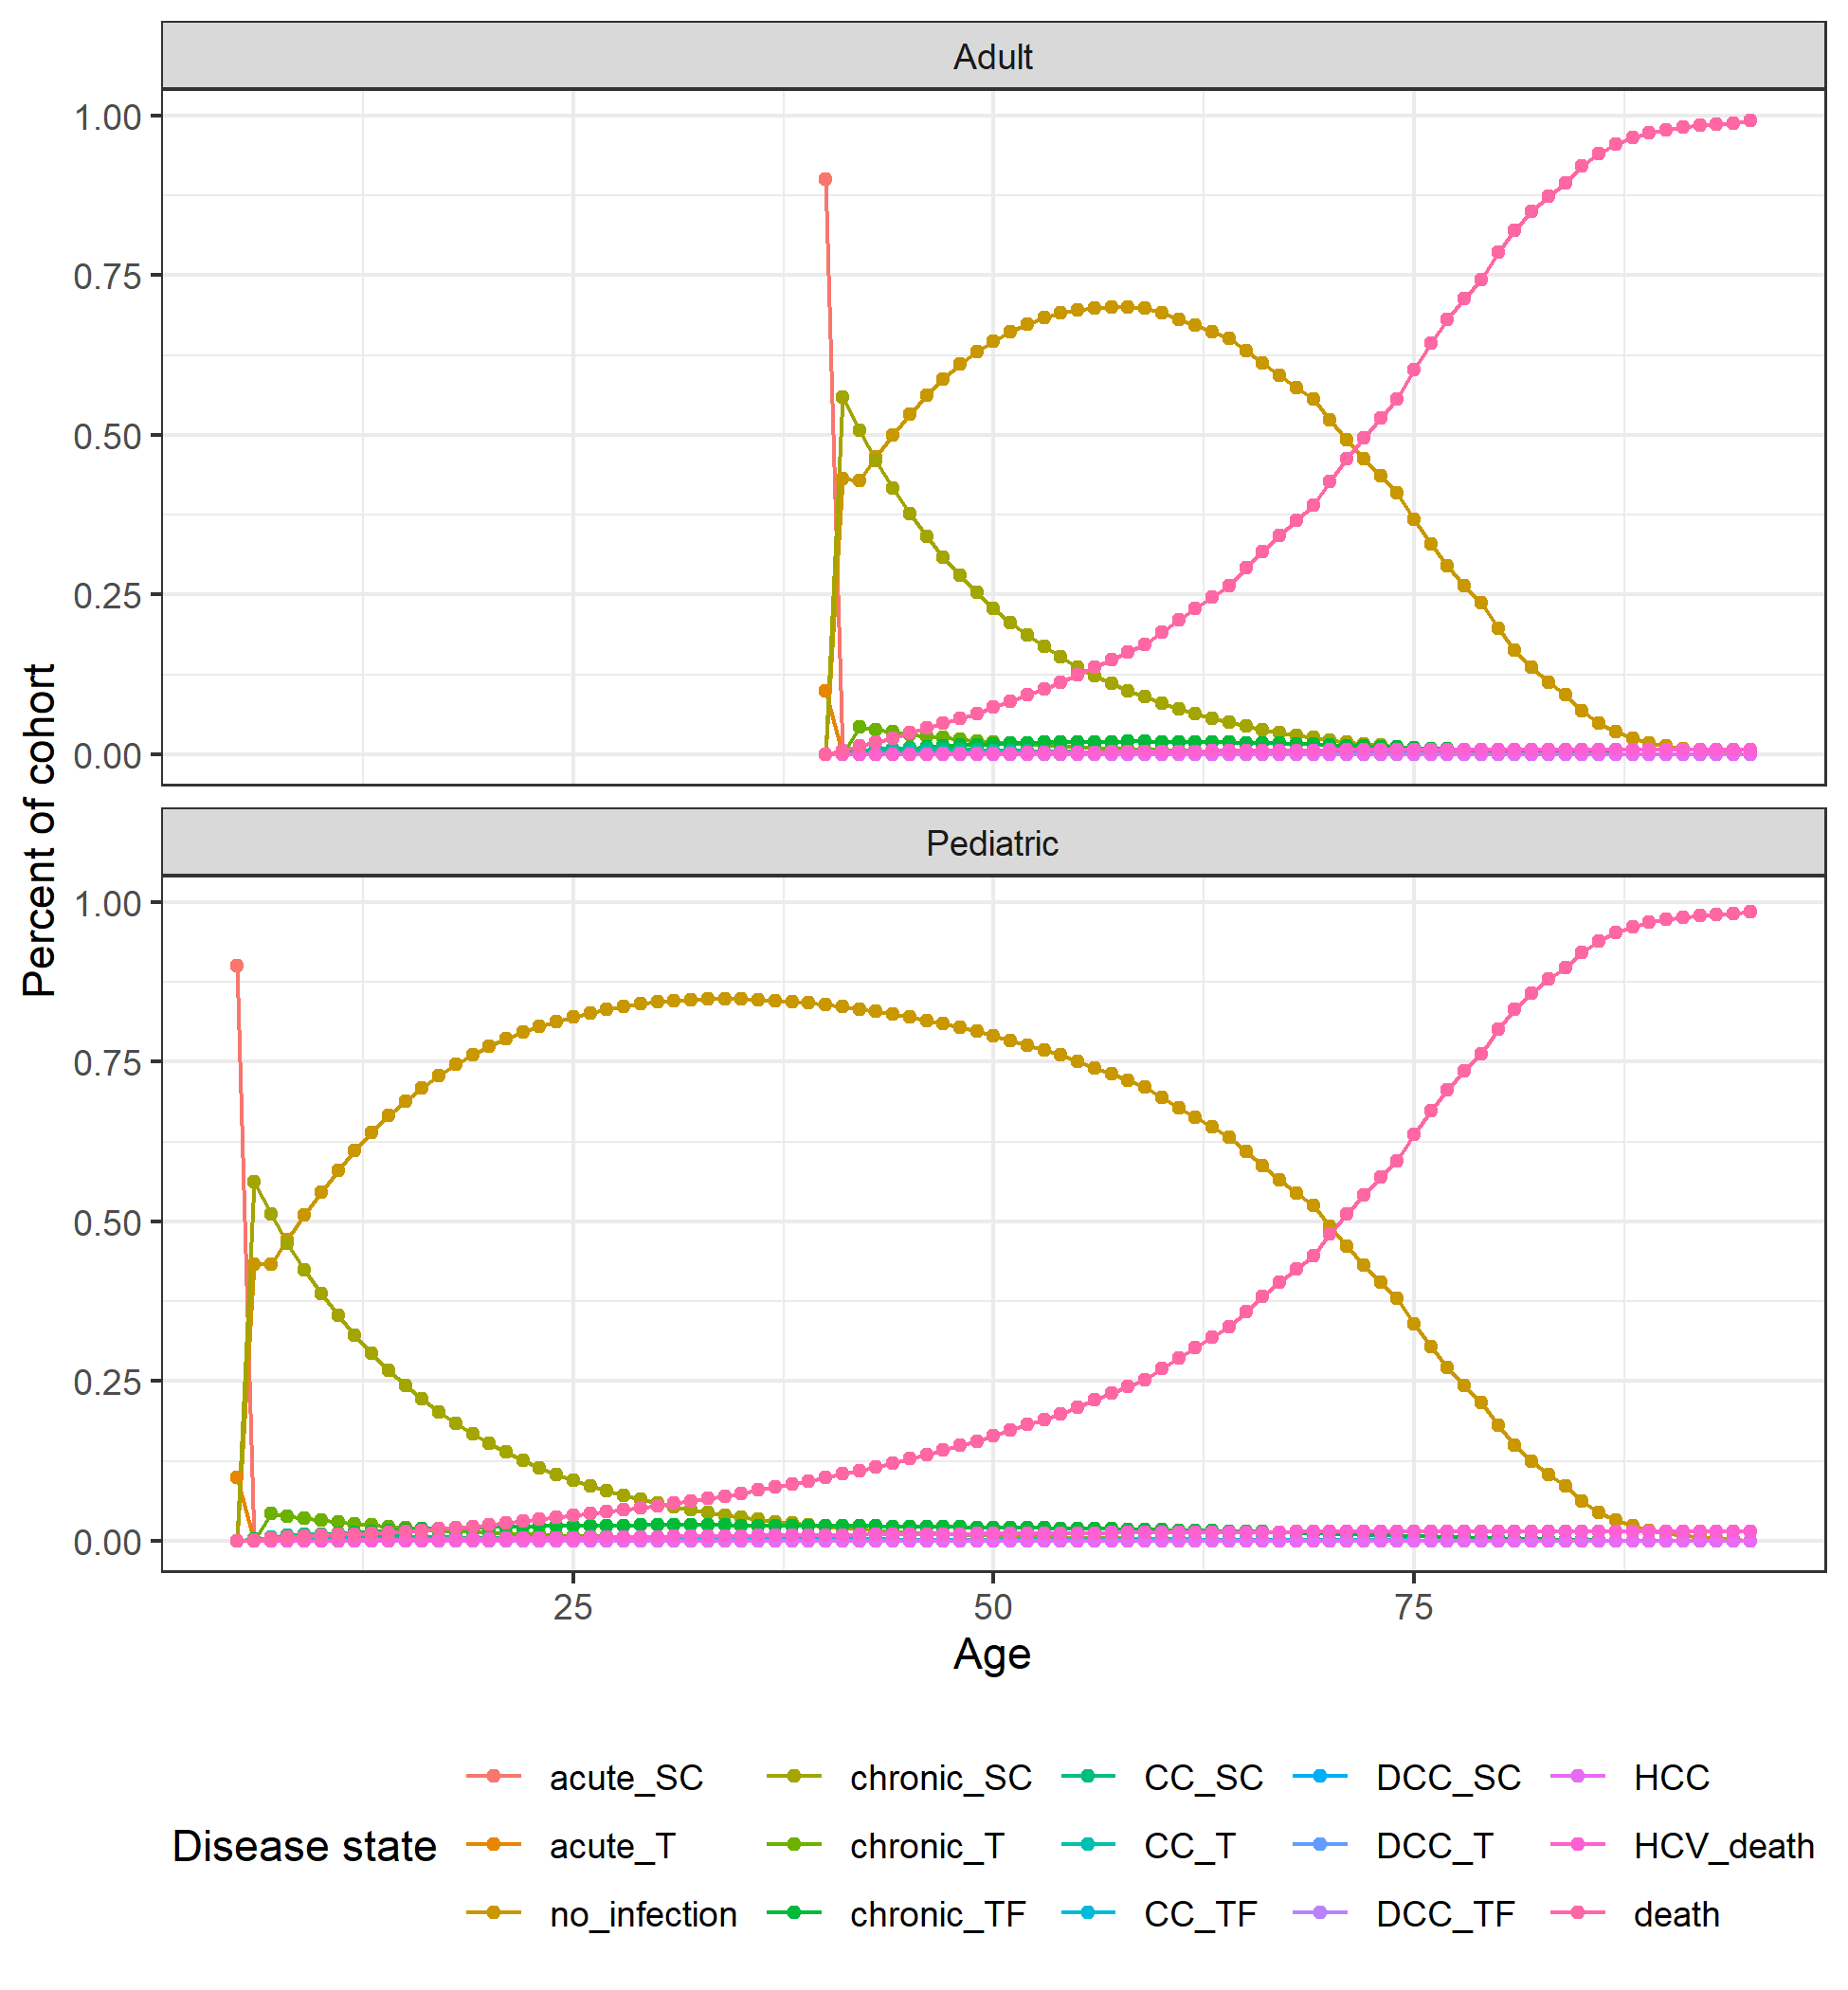 Adult
1.00
0.75
0.50
0.25
0.00
Percent of cohort
Pediatric
1.00
0.75
0.50
0.25
0.00
25 50 75
Age
Disease state
acute_SC chronic_SC CC_SC DCC_SC HCC
acute_T chronic_T CC_T DCC_T HCV_death
no_infection chronic_TF CC_TF DCC_TF death